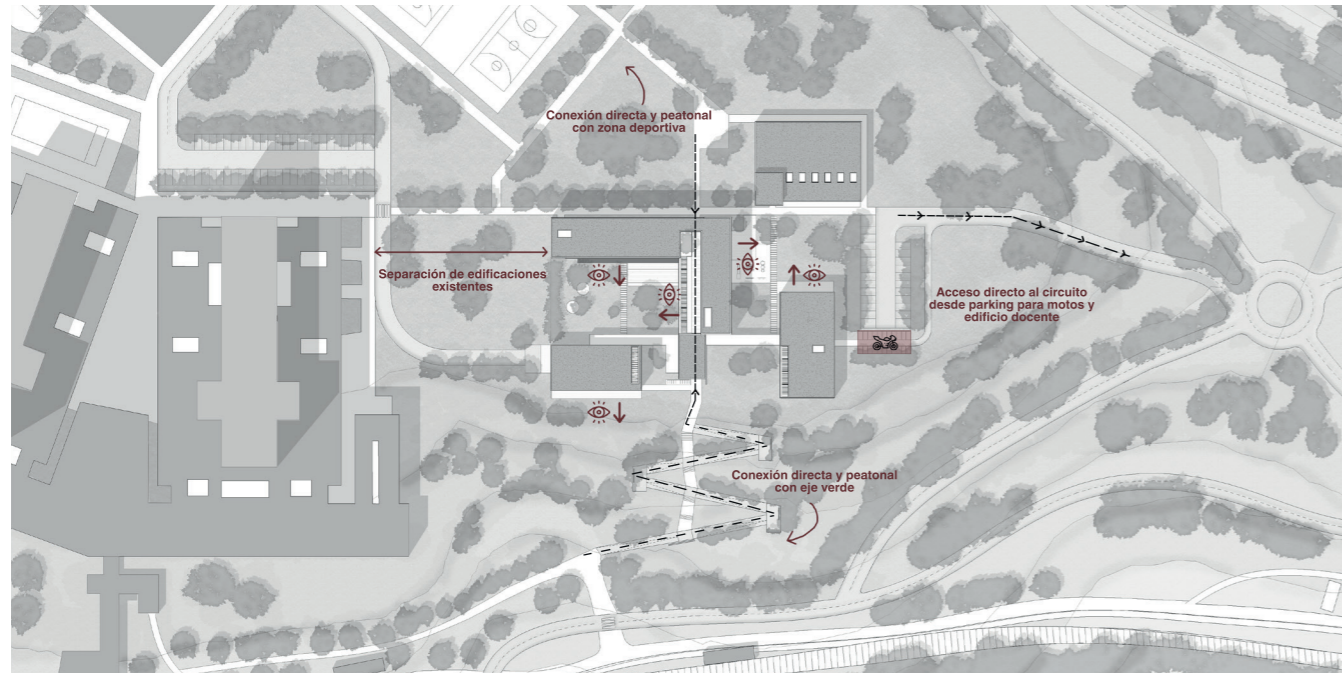 Conexión directa y peatonal
con zona deportiva
Separación de edificaciones
existentes
Acceso directo al circuito
desde parking para motos y
edificio docente
Conexión directa y peatonal
con eje verde